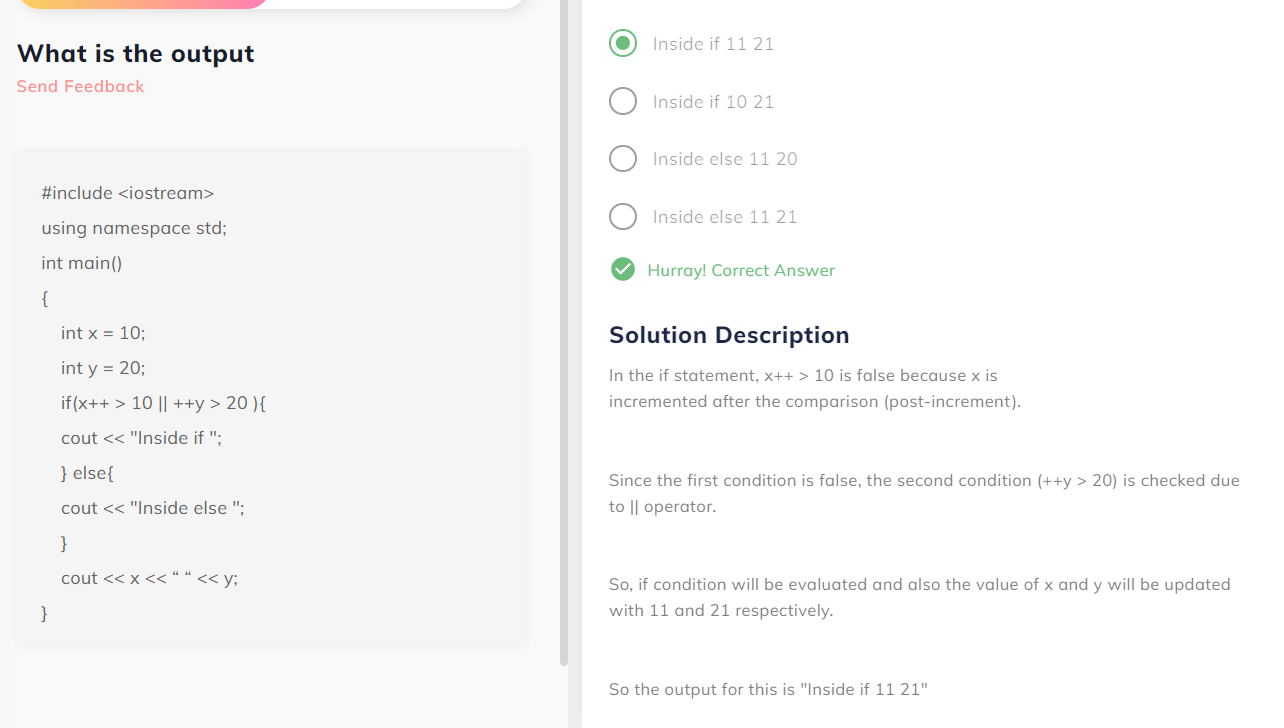 What is the output
Send Feedback
#include <iostream>
using namespace std;
int main()
{
int x = 10;
int y = 20;
if(x++ > 10 || ++y > 20 ){
cout << "Inside if ";
} else{
cout << "Inside else ";
}
cout << x << “ “ << y;
}
Inside if 11 21
Inside if 10 21
Inside else 11 20
Inside else 11 21
Hurray! Correct Answer
Solution Description
In the if statement, x++ > 10 is false because x is
incremented after the comparison (post-increment).
Since the first condition is false, the second condition (++y > 20) is checked due
to || operator.
So, if condition will be evaluated and also the value of x and y will be updated
with 11 and 21 respectively.
So the output for this is "Inside if 11 21"